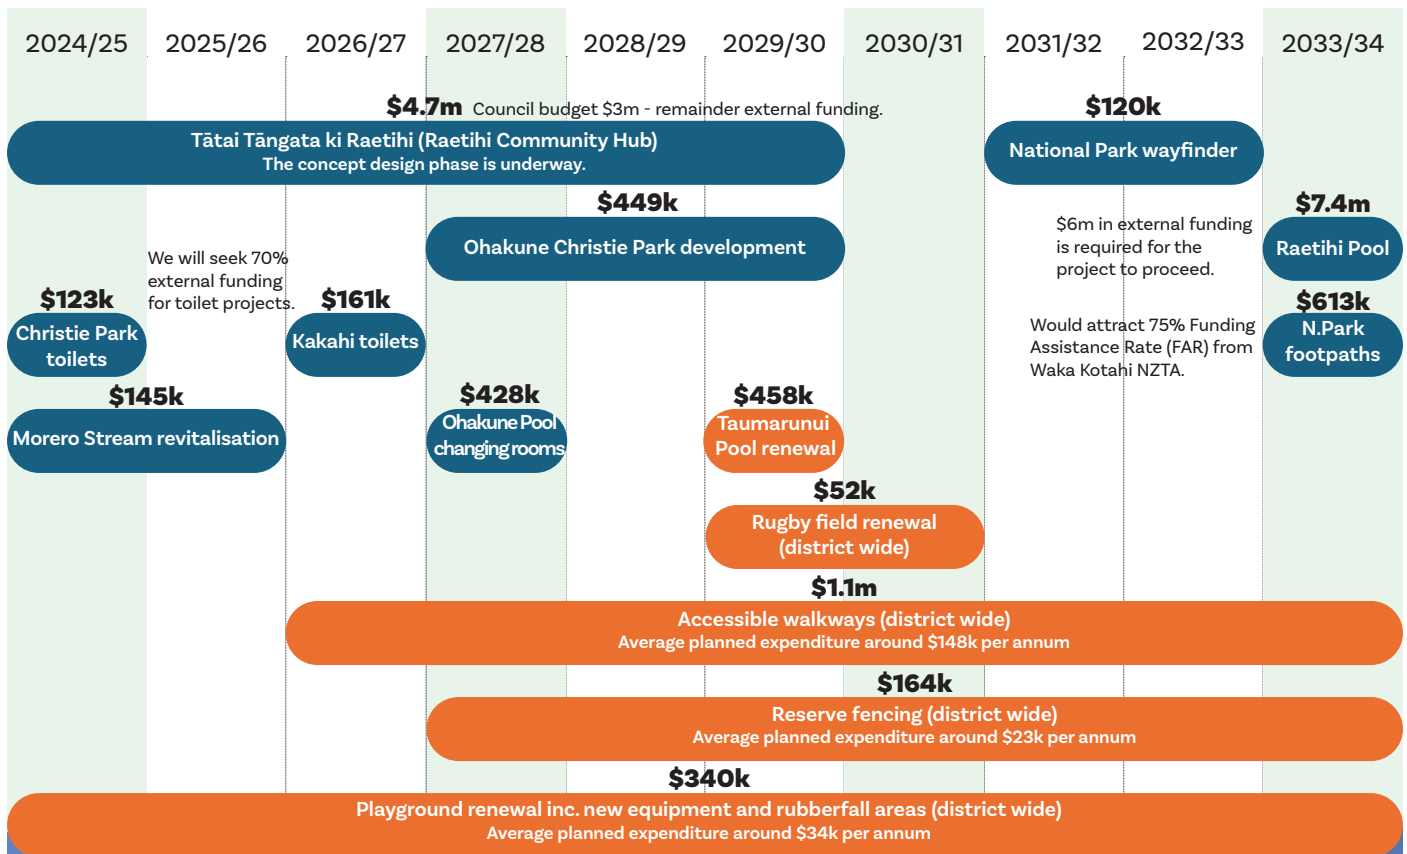 2024/25 2025/26 2026/27 2027/28 2028/29 2029/30 2030/31 2031/32 2032/33 2033/34
$4.7m Council budget $3m - remainder external funding.
Tātai Tāngata ki Raetihi (Raetihi Community Hub)
The concept design phase is underway.
$120k
National Park wayfinder
$449k
Ohakune Christie Park development
$7.4m
Raetihi Pool
$6m in external funding
is required for the
project to proceed.
We will seek 70%
external funding
for toilet projects.
$123k
Christie Park
toilets
$161k
Kakahi toilets
$613k
N.Park
footpaths
Would attract 75% Funding
Assistance Rate (FAR) from
Waka Kotahi NZTA.
$145k
Morero Stream revitalisation
$428k
Ohakune Pool
changing rooms
$458k
Taumarunui
Pool renewal
$52k
Rugby field renewal
(district wide)
$1.1m
Accessible walkways (district wide)
Average planned expenditure around $148k per annum
$164k
Reserve fencing (district wide)
Average planned expenditure around $23k per annum
$340k
Playground renewal inc. new equipment and rubberfall areas (district wide)
Average planned expenditure around $34k per annum